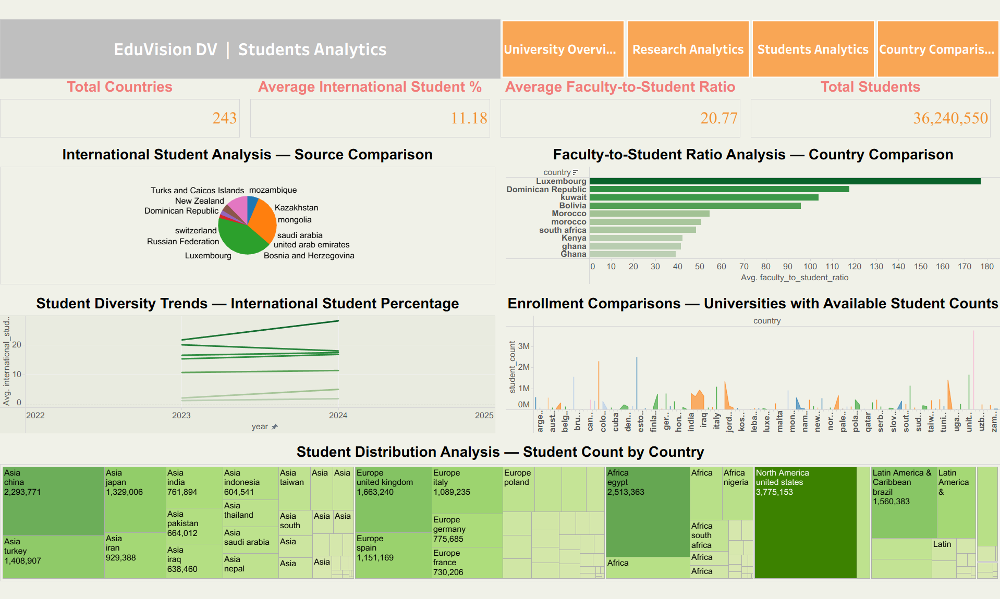 EduVision DV | Students Analytics
University Overvi...
Research Analytics
Students Analytics
Country Comparis...
Total Countries
243
Average International Student %
11.18
Average Faculty-to-Student Ratio
20.77
Total Students
36,240,550
International Student Analysis — Source Comparison
Turks and Caicos Islands
mozambique
New Zealand
Kazakhstan
Dominican Republic
mongolia
switzerland
saudi arabia
Russian Federation
united arab emirates
Luxembourg
Bosnia and Herzegovina
Faculty-to-Student Ratio Analysis — Country Comparison
country
Luxembourg
Dominican Republic
kuwait
Bolivia
Morocco
morocco
south africa
Kenya
ghana
Ghana
0 10 20 30 40 50 60 70 80 90 100 110 120 130 140 150 160 170 180
Avg. faculty_to_student_ratio
Student Diversity Trends — International Student Percentage
Avg. international_stud..
20
10
0
2022 2023 2024 2025
year
Enrollment Comparisons — Universities with Available Student Counts
country
student_count
3M
2M
1M
0M
arge.. aust.. belg.. bru.. can.. colo.. cuba den.. esto.. finla.. ger.. hon.. india iraq italy jord.. kos.. leba.. luxe.. malta mon.. nam.. new.. nor.. pale.. pola.. qatar serb.. slov.. sout.. sud.. taiw.. tuni.. uga.. unit.. uzb.. zam..
Student Distribution Analysis — Student Count by Country
Asia
china
2,293,771
Asia
turkey
1,408,907
Asia
japan
1,329,006
Asia
iran
929,388
Asia
india
761,894
Asia
pakistan
664,012
Asia
iraq
638,460
Asia
indonesia
604,541
Asia
thailand
Asia
saudi arabia
Asia
nepal
Asia
taiwan
Asia
Asia
Asia
south
Asia
Asia
Asia
Asia
Asia
Europe
united kingdom
1,663,240
Europe
spain
1,151,169
Europe
italy
1,089,235
Europe
germany
775,685
Europe
france
730,206
Europe
poland
Africa
egypt
2,513,363
Africa
Africa
Africa
nigeria
Africa
south
africa
Africa
Africa
North America
united states
3,775,153
Latin America &
Caribbean
brazil
1,560,383
Latin
America
&
Latin